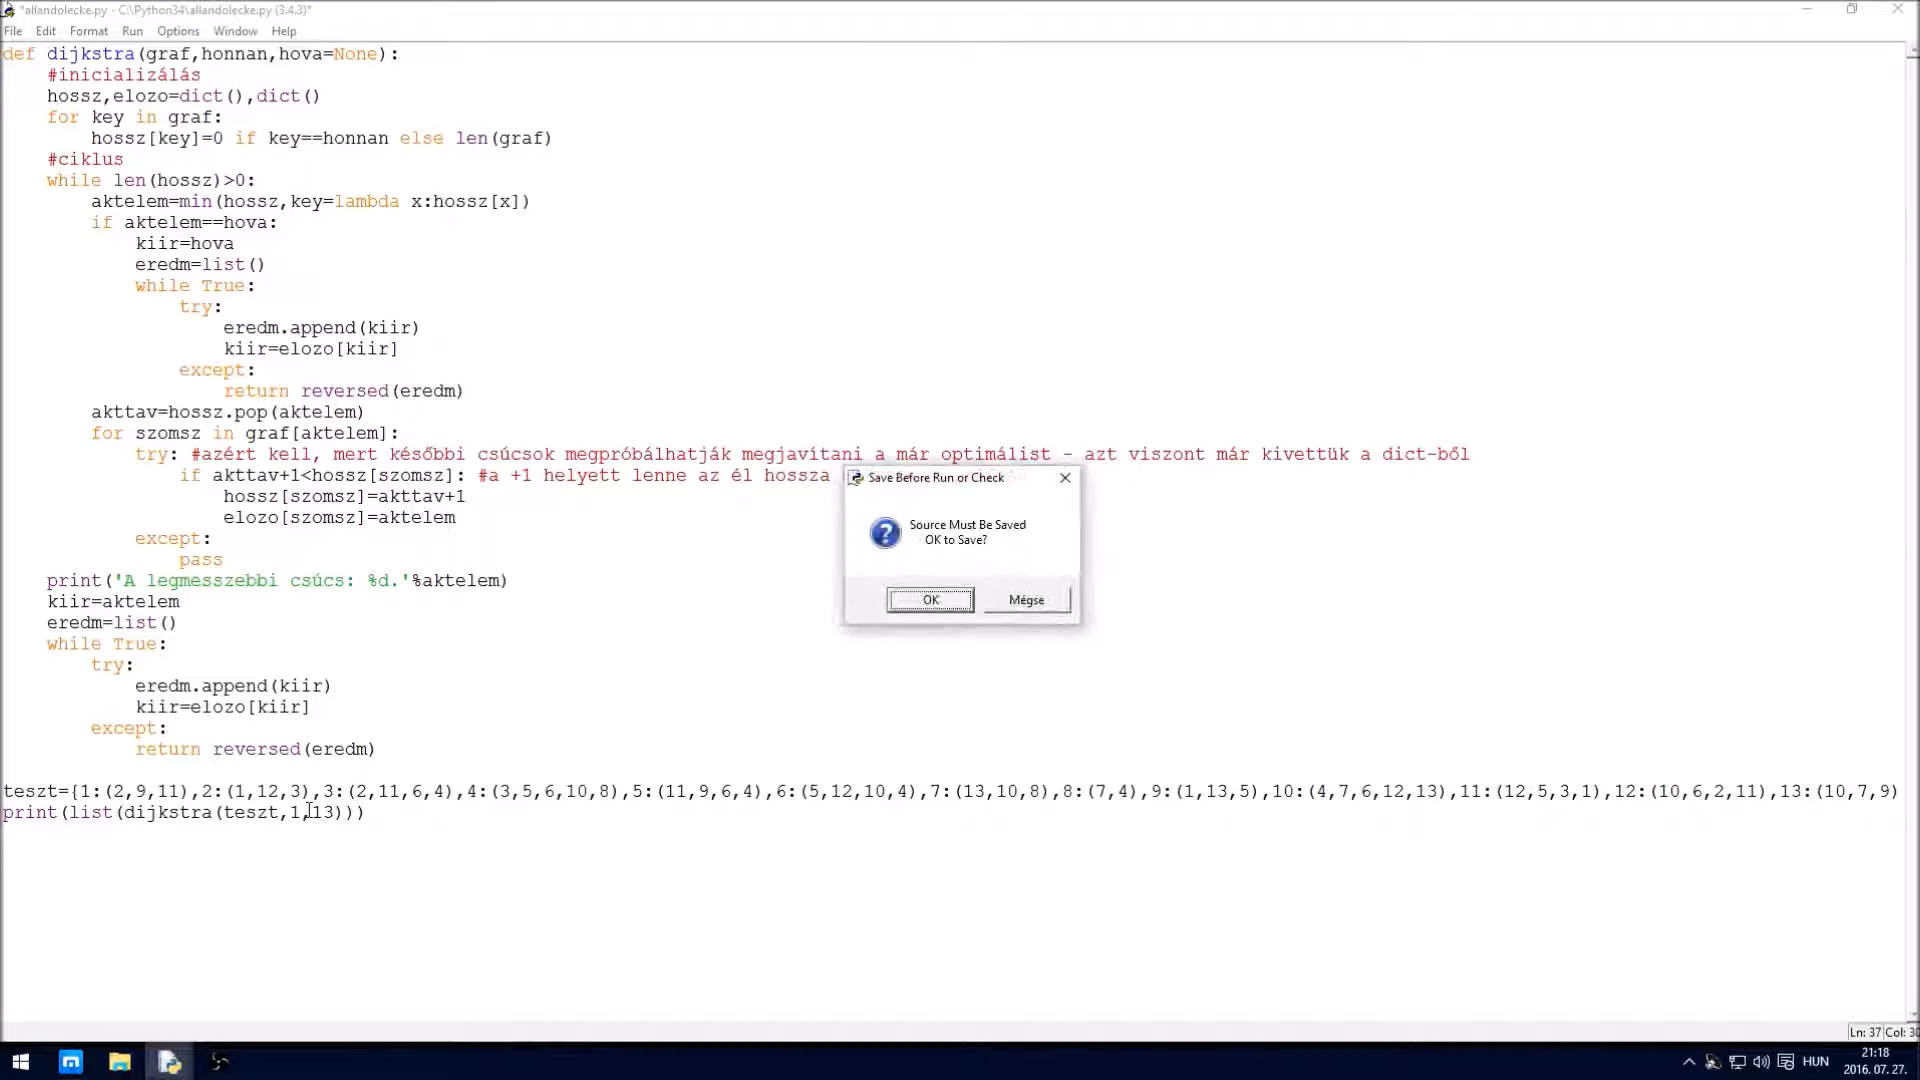 *allandolecke.py - C:\Python34\allandolecke.py (3.4.3)*
File Edit Format Run Options Window Help
def dijkstra(graf,honnan,hova=None):
    #inicializálás
    hossz,elozo=dict(),dict()
    for key in graf:
        hossz[key]=0 if key==honnan else len(graf)
    #ciklus
    while len(hossz)>0:
        aktelem=min(hossz,key=lambda x:hossz[x])
        if aktelem==hova:
            kiir=hova
            eredm=list()
            while True:
                try:
                    eredm.append(kiir)
                    kiir=elozo[kiir]
                except:
                    return reversed(eredm)
        akttav=hossz.pop(aktelem)
        for szomsz in graf[aktelem]:
            try: #azért kell, mert későbbi csúcsok megpróbálhatják megjavítani a már optimálist - azt viszont már kivettük a dict-ből
                if akttav+1<hossz[szomsz]: #a +1 helyett lenne az él hossza
                    hossz[szomsz]=akttav+1
                    elozo[szomsz]=aktelem
            except:
                pass
    print('A legmesszebbi csúcs: %d.'%aktelem)
    kiir=aktelem
    eredm=list()
    while True:
        try:
            eredm.append(kiir)
            kiir=elozo[kiir]
        except:
            return reversed(eredm)
teszt={1:(2,9,11),2:(1,12,3),3:(2,11,6,4),4:(3,5,6,10,8),5:(11,9,6,4),6:(5,12,10,4),7:(13,10,8),8:(7,4),9:(1,13,5),10:(4,7,6,12,13),11:(12,5,3,1),12:(10,6,2,11),13:(10,7,9)
print(list(dijkstra(teszt,1,13)))
Save Before Run or Check
Source Must Be Saved
OK to Save?
OK Mégse
Ln: 37 Col: 30
HUN
21:18
2016. 07. 27.